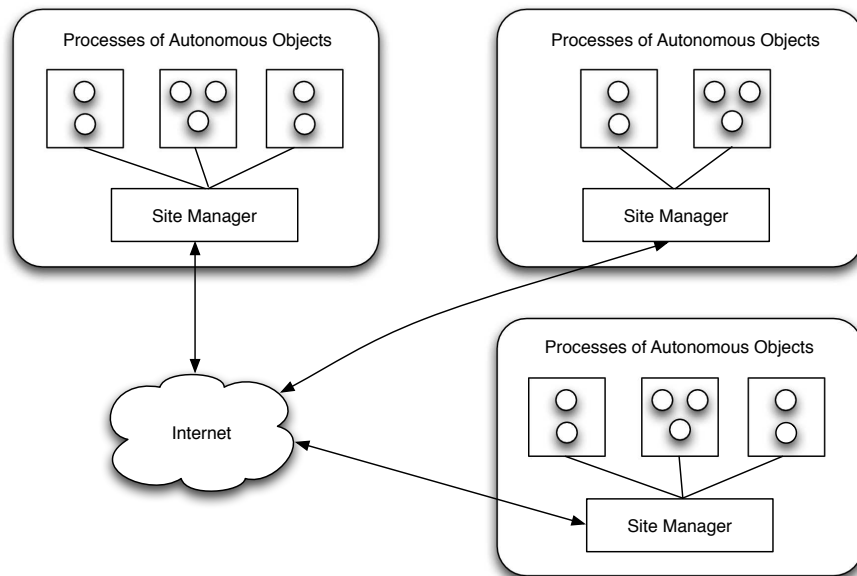 Processes of Autonomous Objects
Site Manager
Processes of Autonomous Objects
Site Manager
Processes of Autonomous Objects
Internet
Site Manager